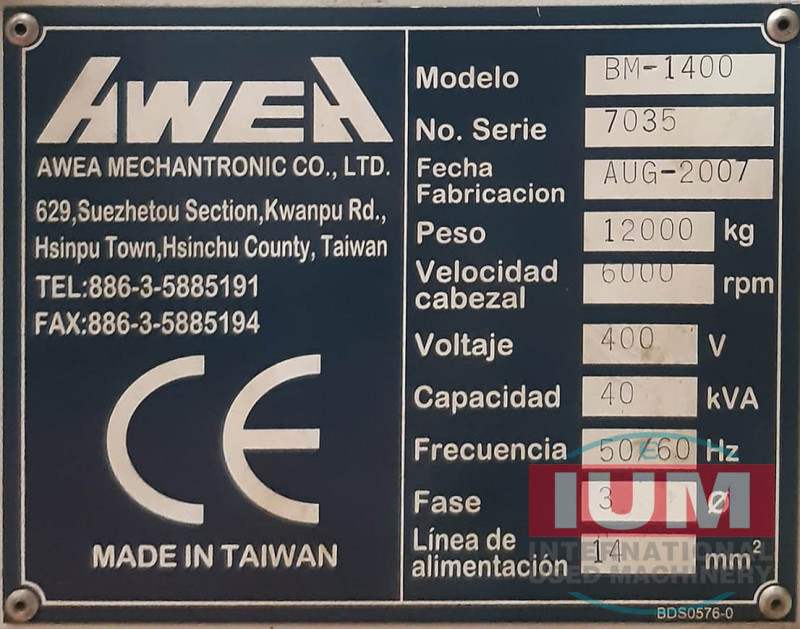 AWEA
AWEA MECHANTRONIC CO., LTD.
629,Suezhetou Section,Kwanpu Rd.,
Hsinpu Town,Hsinchu County, Taiwan
TEL:886-3-5885191
FAX:886-3-5885194
CE
MADE IN TAIWAN
Modelo BM-1400
No. Serie 7035
Fecha
Fabricacion AUG-2007
Peso 12000 kg
Velocidad
cabezal 6000 rpm
Voltaje 400 V
Capacidad 40 kVA
Frecuencia 50/60 Hz
Fase 3 Ø
Línea de
alimentación 14 mm²
BDS0576-0
IUM
INTERNATIONAL
USED MACHINERY